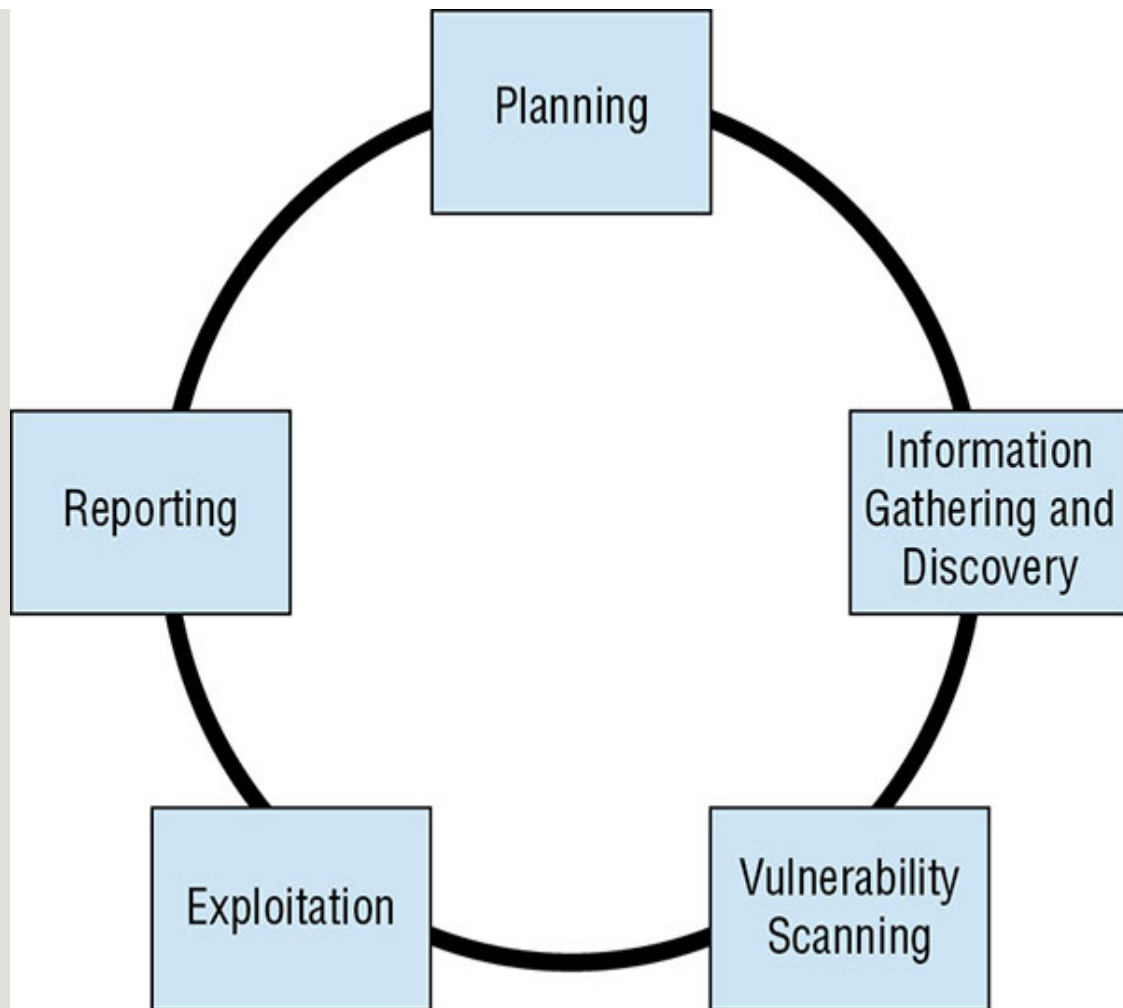 Planning
Information
Gathering and
Discovery
Vulnerability
Scanning
Exploitation
Reporting